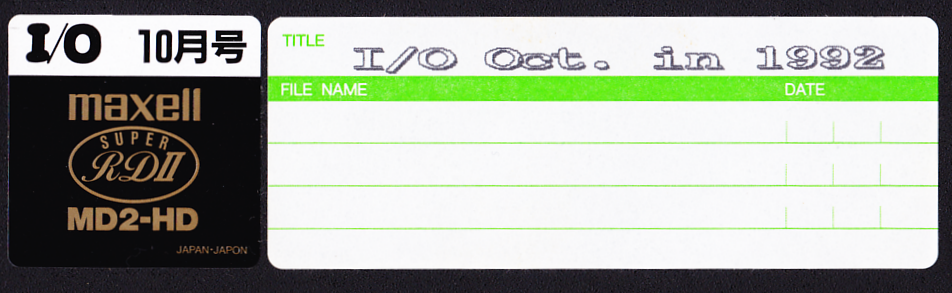 I/O 10月号
maxell
SUPER
RDII
MD2-HD
JAPAN-JAPON
TITLE I/O Oct. in 1992
FILE NAME DATE